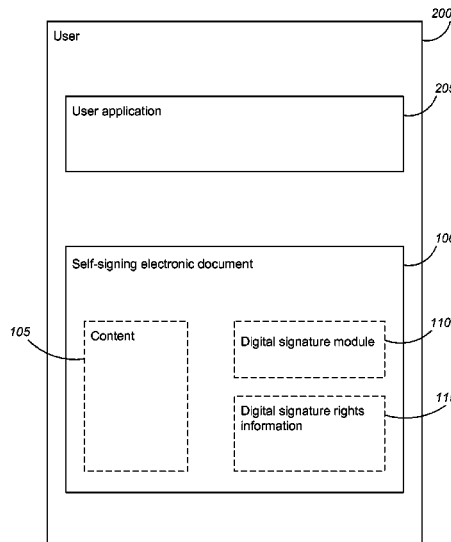 200
User
205
User application
Self-signing electronic document
105
Content
110
Digital signature module
Digital signature rights
information